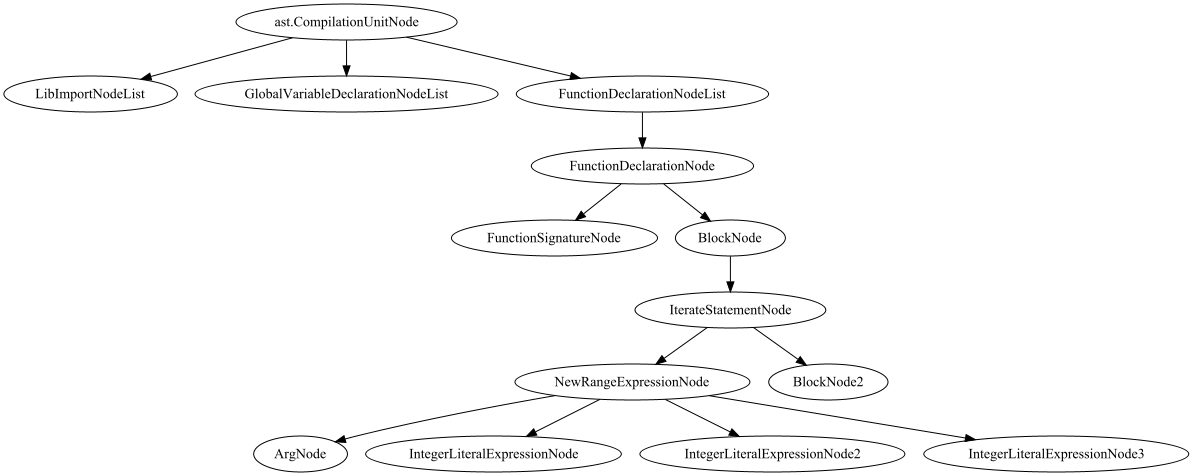 ast.CompilationUnitNode
LibImportNodeList
GlobalVariableDeclarationNodeList
FunctionDeclarationNodeList
FunctionDeclarationNode
FunctionSignatureNode
BlockNode
IterateStatementNode
NewRangeExpressionNode
BlockNode2
ArgNode
IntegerLiteralExpressionNode
IntegerLiteralExpressionNode2
IntegerLiteralExpressionNode3